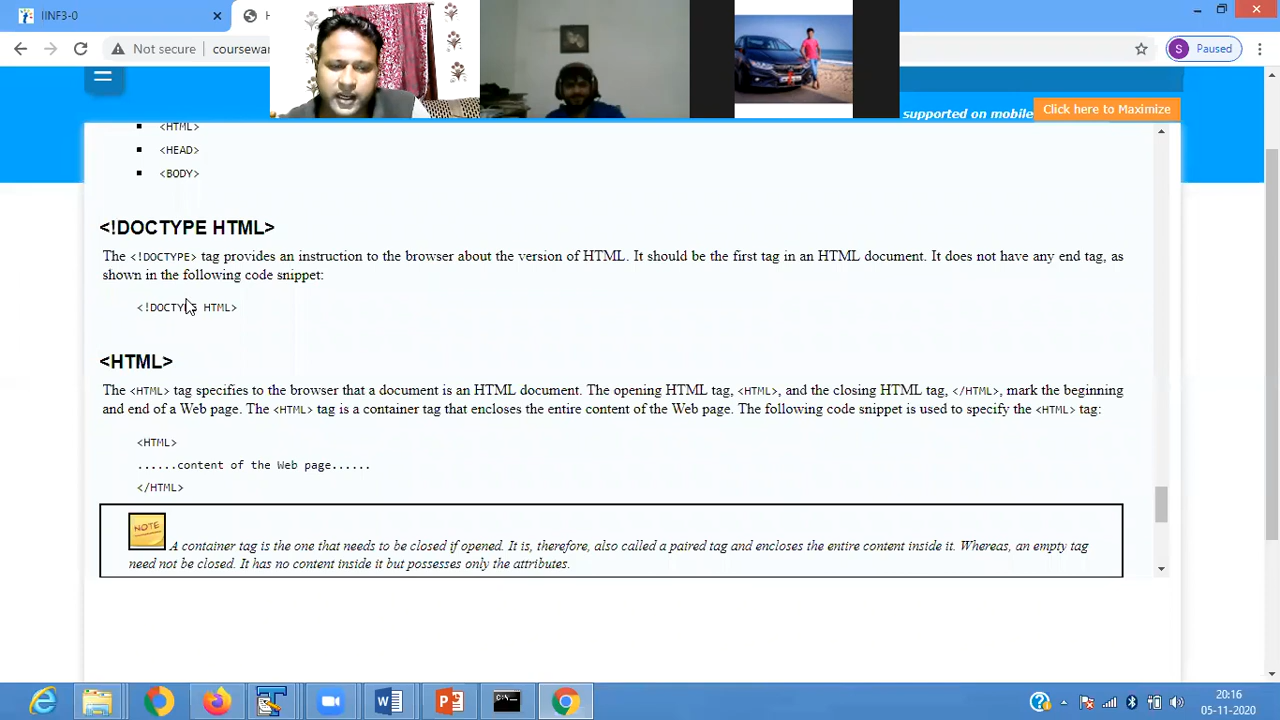 IINF3-0
H
Not secure
coursewar
Paused
supported on mobile
Click here to Maximize
<HTML>
<HEAD>
<BODY>
<!DOCTYPE HTML>
The <!DOCTYPE> tag provides an instruction to the browser about the version of HTML. It should be the first tag in an HTML document. It does not have any end tag, as
shown in the following code snippet:
<!DOCTYPE HTML>
<HTML>
The <HTML> tag specifies to the browser that a document is an HTML document. The opening HTML tag, <HTML>, and the closing HTML tag, </HTML>, mark the beginning
and end of a Web page. The <HTML> tag is a container tag that encloses the entire content of the Web page. The following code snippet is used to specify the <HTML> tag:
<HTML>
......content of the Web page......
</HTML>
NOTE
A container tag is the one that needs to be closed if opened. It is, therefore, also called a paired tag and encloses the entire content inside it. Whereas, an empty tag
need not be closed. It has no content inside it but possesses only the attributes.
20:16
05-11-2020